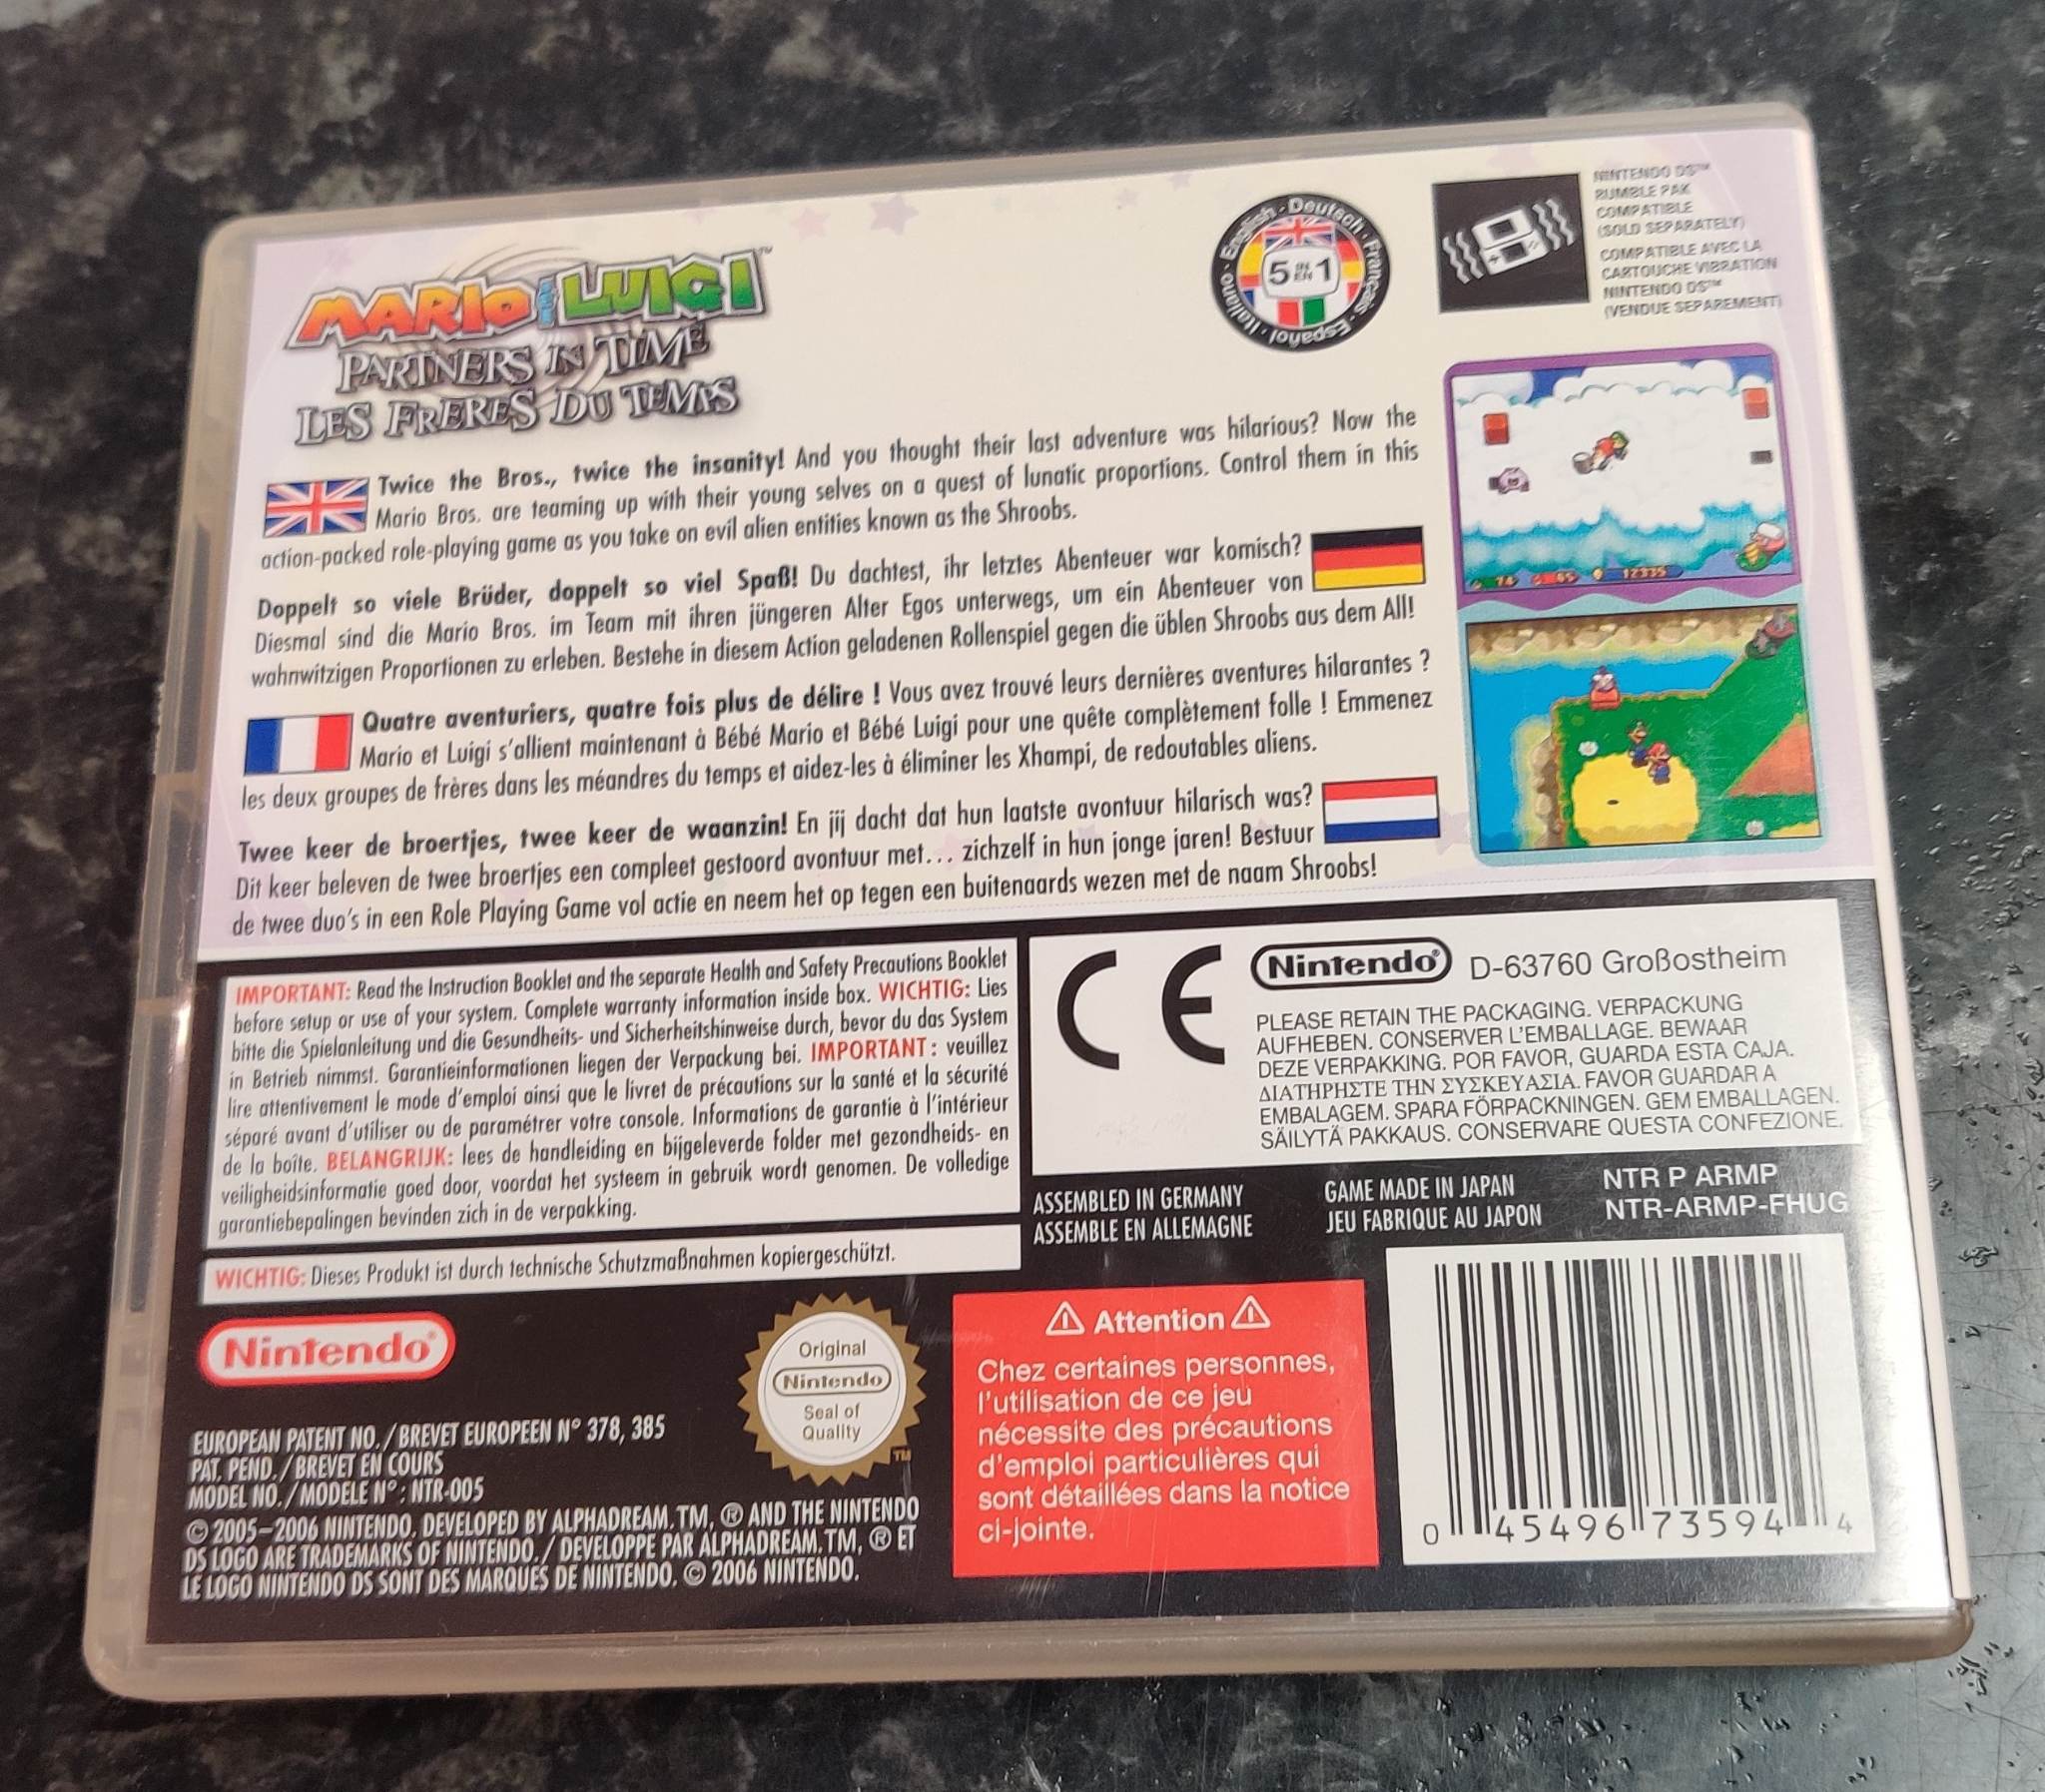 MARIO & LUIGI™
PARTNERS IN TIME
LES FRERES DU TEMPS
English · Deutsch · Français · Español · Italiano ·
5 IN EN 1
NINTENDO DS™
RUMBLE PAK
COMPATIBLE
(SOLD SEPARATELY)
COMPATIBLE AVEC LA
CARTOUCHE VIBRATION
NINTENDO DS™
(VENDUE SEPAREMENT)
Twice the Bros., twice the insanity! And you thought their last adventure was hilarious? Now the
Mario Bros. are teaming up with their young selves on a quest of lunatic proportions. Control them in this
action-packed role-playing game as you take on evil alien entities known as the Shroobs.
Doppelt so viele Brüder, doppelt so viel Spaß! Du dachtest, ihr letztes Abenteuer war komisch?
Diesmal sind die Mario Bros. im Team mit ihren jüngeren Alter Egos unterwegs, um ein Abenteuer von
wahnwitzigen Proportionen zu erleben. Bestehe in diesem Action geladenen Rollenspiel gegen die üblen Shroobs aus dem All!
Quatre aventuriers, quatre fois plus de délire ! Vous avez trouvé leurs dernières aventures hilarantes ?
Mario et Luigi s'allient maintenant à Bébé Mario et Bébé Luigi pour une quête complètement folle ! Emmenez
les deux groupes de frères dans les méandres du temps et aidez-les à éliminer les Xhampi, de redoutables aliens.
Twee keer de broertjes, twee keer de waanzin! En jij dacht dat hun laatste avontuur hilarisch was?
Dit keer beleven de twee broertjes een compleet gestoord avontuur met... zichzelf in hun jonge jaren! Bestuur
de twee duo's in een Role Playing Game vol actie en neem het op tegen een buitenaards wezen met de naam Shroobs!
74 65 12335
IMPORTANT: Read the Instruction Booklet and the separate Health and Safety Precautions Booklet
before setup or use of your system. Complete warranty information inside box. WICHTIG: Lies
bitte die Spielanleitung und die Gesundheits- und Sicherheitshinweise durch, bevor du das System
in Betrieb nimmst. Garantieinformationen liegen der Verpackung bei. IMPORTANT : veuillez
lire attentivement le mode d'emploi ainsi que le livret de précautions sur la santé et la sécurité
séparé avant d'utiliser ou de paramétrer votre console. Informations de garantie à l'intérieur
de la boîte. BELANGRIJK: lees de handleiding en bijgeleverde folder met gezondheids- en
veiligheidsinformatie goed door, voordat het systeem in gebruik wordt genomen. De volledige
garantiebepalingen bevinden zich in de verpakking.
WICHTIG: Dieses Produkt ist durch technische Schutzmaßnahmen kopiergeschützt.
CE
Nintendo® D-63760 Großostheim
PLEASE RETAIN THE PACKAGING. VERPACKUNG
AUFHEBEN. CONSERVER L'EMBALLAGE. BEWAAR
DEZE VERPAKKING. POR FAVOR, GUARDA ESTA CAJA.
ΔΙΑΤΗΡΗΣΤΕ ΤΗΝ ΣΥΣΚΕΥΑΣΙΑ. FAVOR GUARDAR A
EMBALAGEM. SPARA FÖRPACKNINGEN. GEM EMBALLAGEN.
SÄILYTÄ PAKKAUS. CONSERVARE QUESTA CONFEZIONE.
ASSEMBLED IN GERMANY
ASSEMBLE EN ALLEMAGNE
GAME MADE IN JAPAN
JEU FABRIQUE AU JAPON
NTR P ARMP
NTR-ARMP-FHUG
Nintendo®
Original
Nintendo
Seal of
Quality
TM
EUROPEAN PATENT NO. / BREVET EUROPEEN N° 378, 385
PAT. PEND. / BREVET EN COURS
MODEL NO. / MODELE N° : NTR-005
© 2005–2006 NINTENDO. DEVELOPED BY ALPHADREAM. TM, ® AND THE NINTENDO
DS LOGO ARE TRADEMARKS OF NINTENDO. / DEVELOPPE PAR ALPHADREAM. TM, ® ET
LE LOGO NINTENDO DS SONT DES MARQUES DE NINTENDO. © 2006 NINTENDO.
⚠ Attention ⚠
Chez certaines personnes,
l'utilisation de ce jeu
nécessite des précautions
d'emploi particulières qui
sont détaillées dans la notice
ci-jointe.
0 45496 73594 4